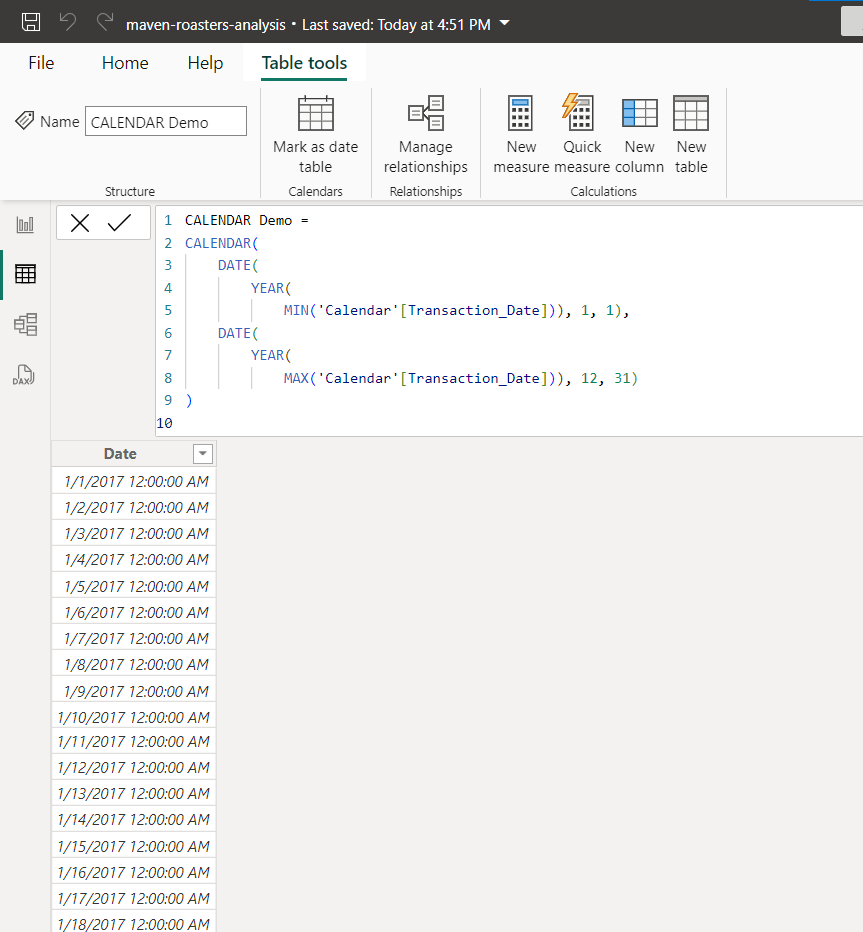 maven-roasters-analysis • Last saved: Today at 4:51 PM
File Home Help Table tools
Name CALENDAR Demo
Mark as date table
Manage relationships
New measure
Quick measure
New column
New table
Structure Calendars Relationships Calculations
1 CALENDAR Demo =
2 CALENDAR(
3 DATE(
4 YEAR(
5 MIN('Calendar'[Transaction_Date])), 1, 1),
6 DATE(
7 YEAR(
8 MAX('Calendar'[Transaction_Date])), 12, 31)
9 )
10
DAX
Date
1/1/2017 12:00:00 AM
1/2/2017 12:00:00 AM
1/3/2017 12:00:00 AM
1/4/2017 12:00:00 AM
1/5/2017 12:00:00 AM
1/6/2017 12:00:00 AM
1/7/2017 12:00:00 AM
1/8/2017 12:00:00 AM
1/9/2017 12:00:00 AM
1/10/2017 12:00:00 AM
1/11/2017 12:00:00 AM
1/12/2017 12:00:00 AM
1/13/2017 12:00:00 AM
1/14/2017 12:00:00 AM
1/15/2017 12:00:00 AM
1/16/2017 12:00:00 AM
1/17/2017 12:00:00 AM
1/18/2017 12:00:00 AM